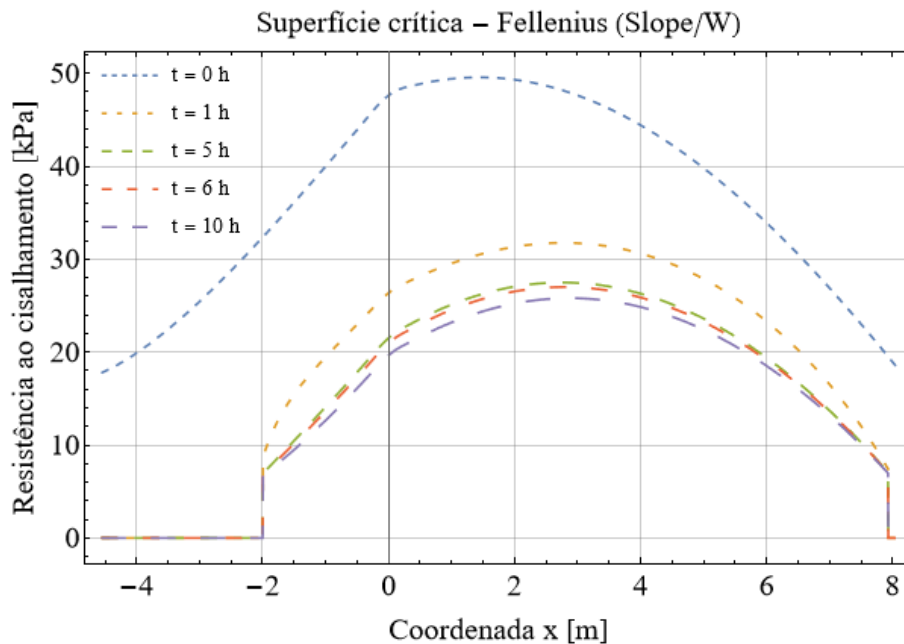 Superfície crítica – Fellenius (Slope/W)
Resistência ao cisalhamento [kPa]
50
40
30
20
10
0
t = 0 h
t = 1 h
t = 5 h
t = 6 h
t = 10 h
−4
−2
0
2
4
6
8
Coordenada x [m]